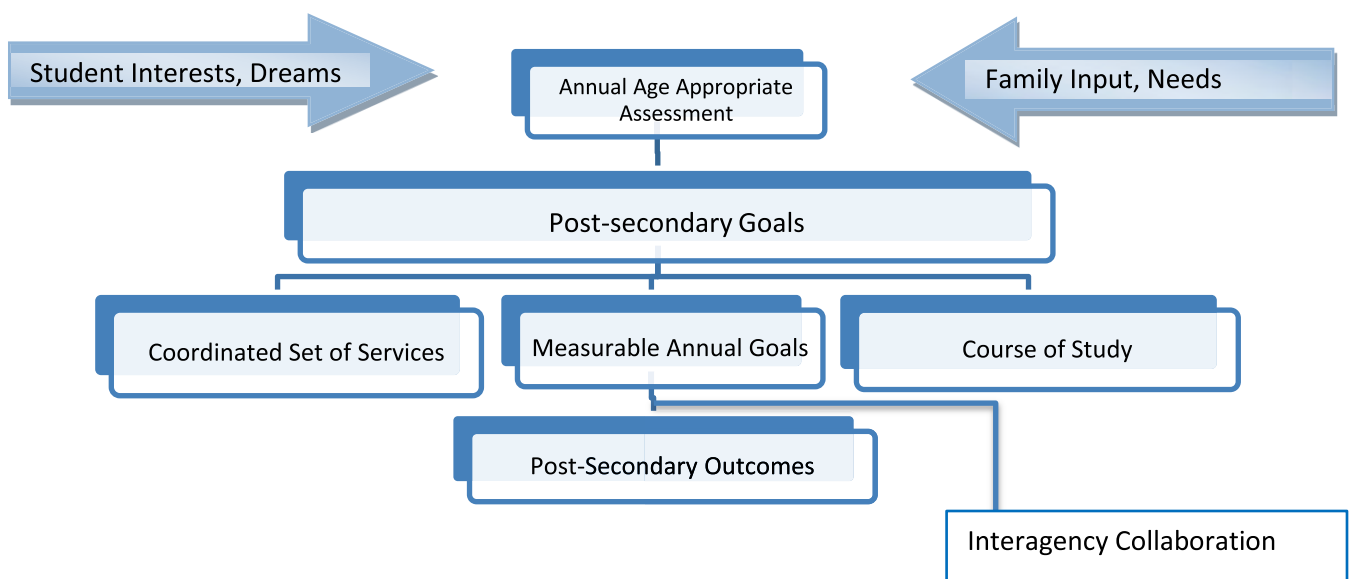 Student Interests, Dreams
Annual Age Appropriate
Assessment
Family Input, Needs
Post-secondary Goals
Coordinated Set of Services
Measurable Annual Goals
Course of Study
Post-Secondary Outcomes
Interagency Collaboration